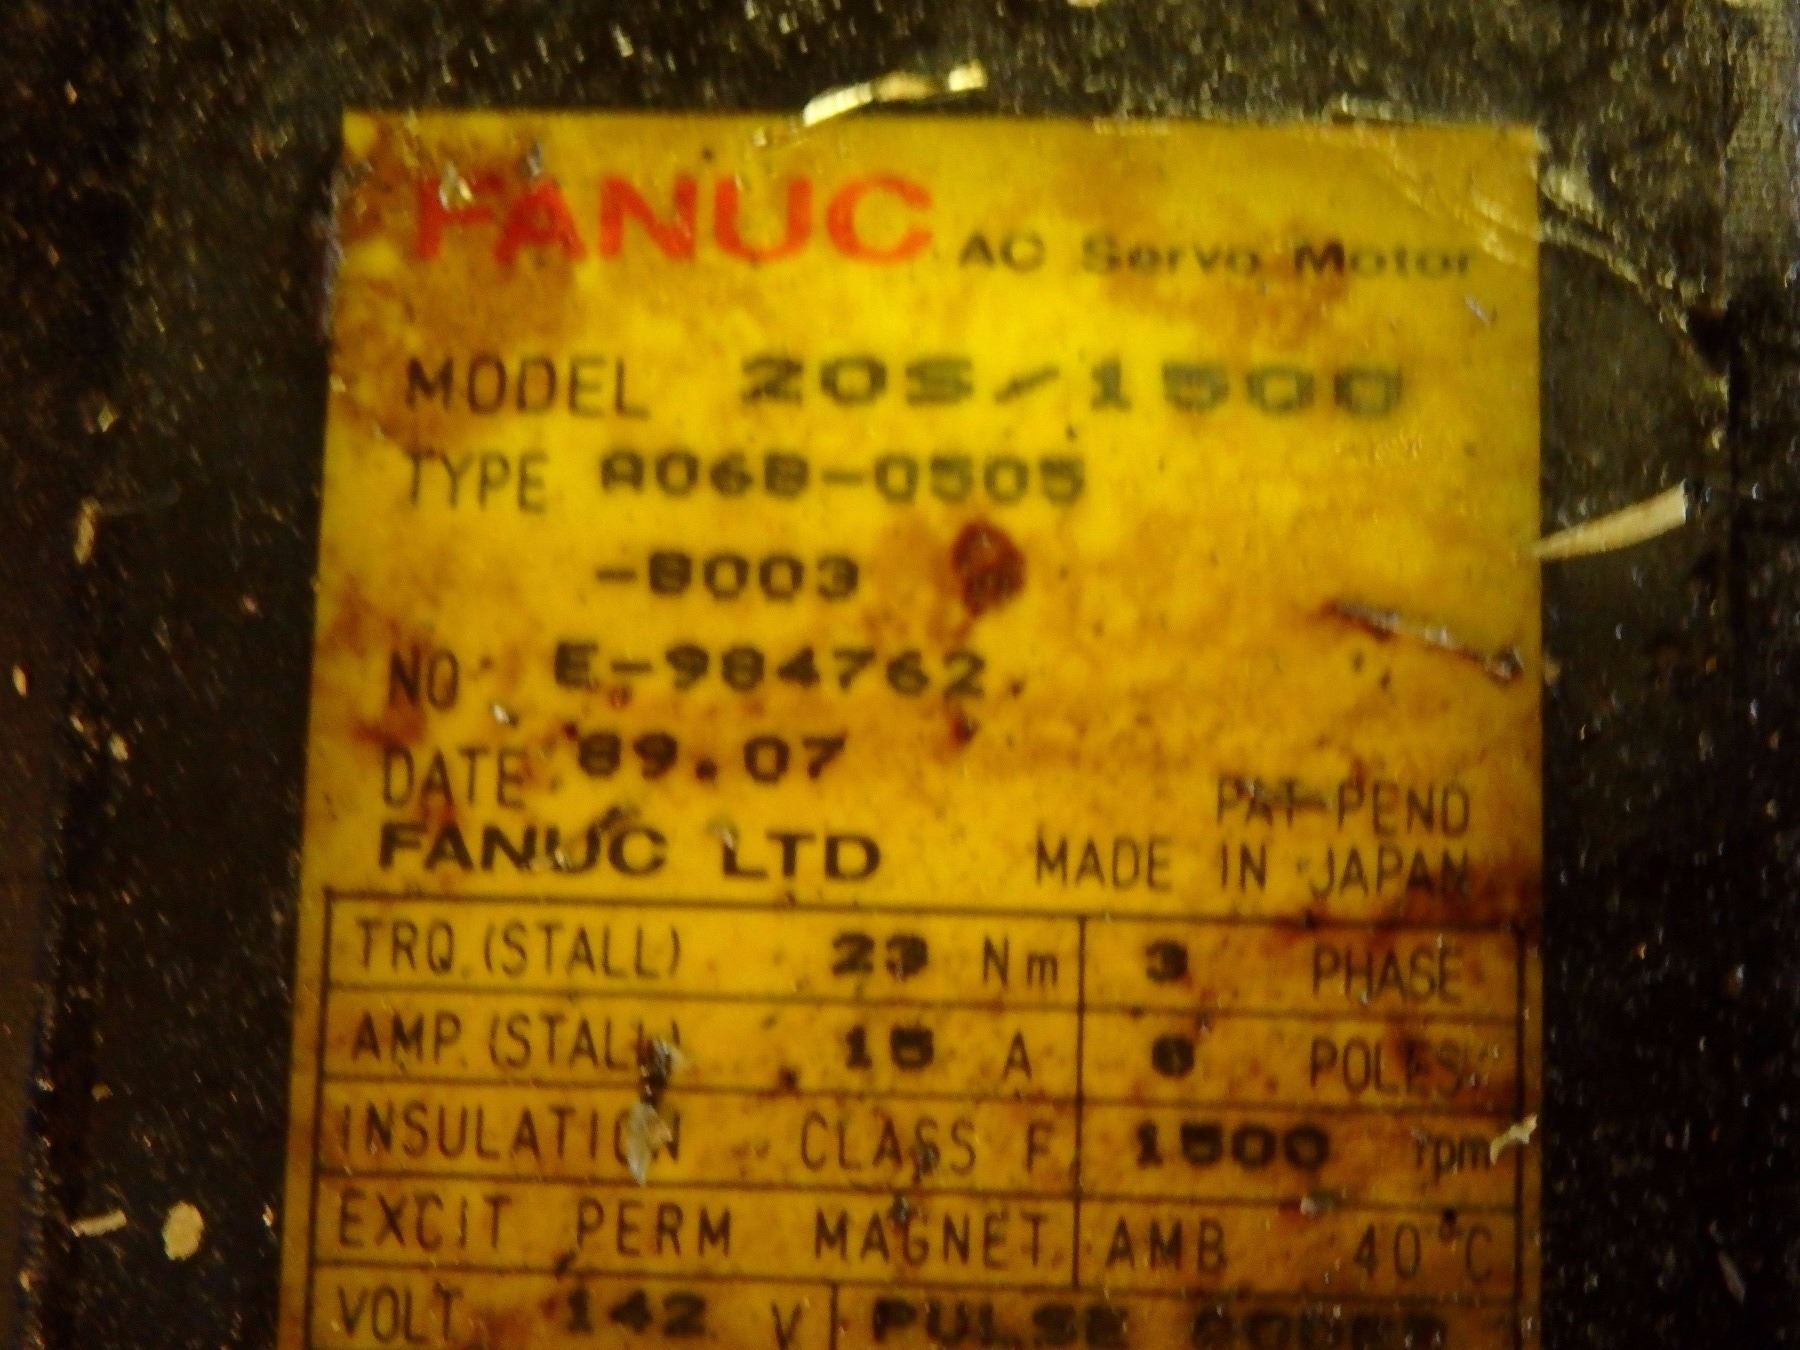 FANUC AC Servo Motor
MODEL 20S/1500
TYPE A06B-0505
-B003
NO. E-984762
DATE 89.07
PAT-PEND
FANUC LTD MADE IN JAPAN
TRQ.(STALL) 23 Nm 3 PHASE
AMP.(STALL) 15 A 6 POLES
INSULATION CLASS F 1500 rpm
EXCIT PERM MAGNET AMB 40°C
VOLT 142 V PULSE